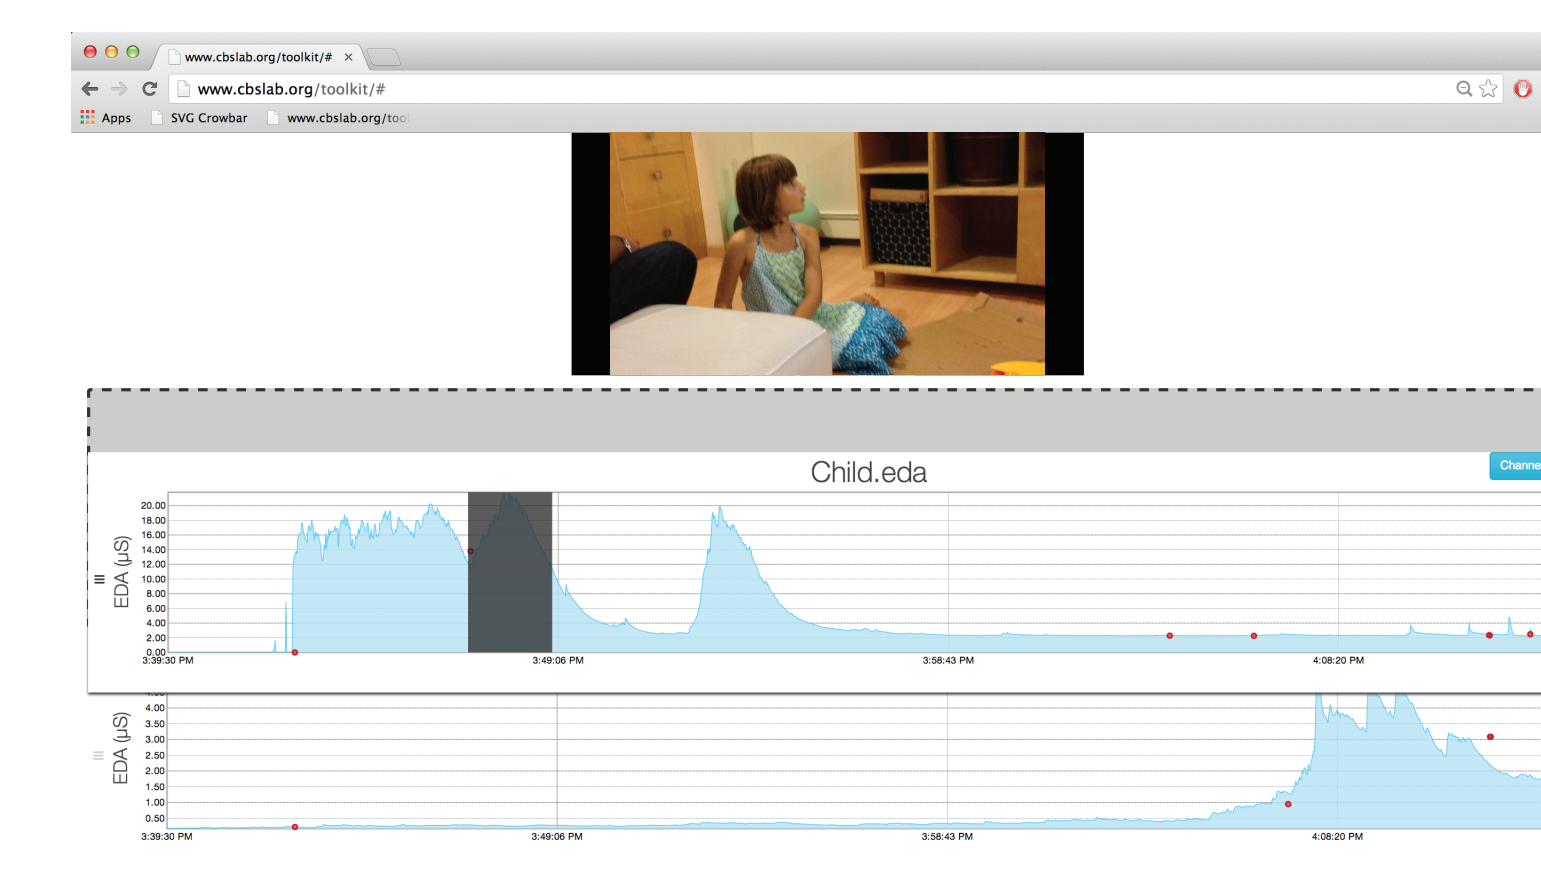 www.cbslab.org/toolkit/#
www.cbslab.org/toolkit/#
Apps SVG Crowbar www.cbslab.org/tool
Child.eda
Channe
EDA (µS)
20.00
18.00
16.00
14.00
12.00
10.00
8.00
6.00
4.00
2.00
0.00
3:39:30 PM 3:49:06 PM 3:58:43 PM 4:08:20 PM
EDA (µS)
4.00
3.50
3.00
2.50
2.00
1.50
1.00
0.50
3:39:30 PM 3:49:06 PM 3:58:43 PM 4:08:20 PM